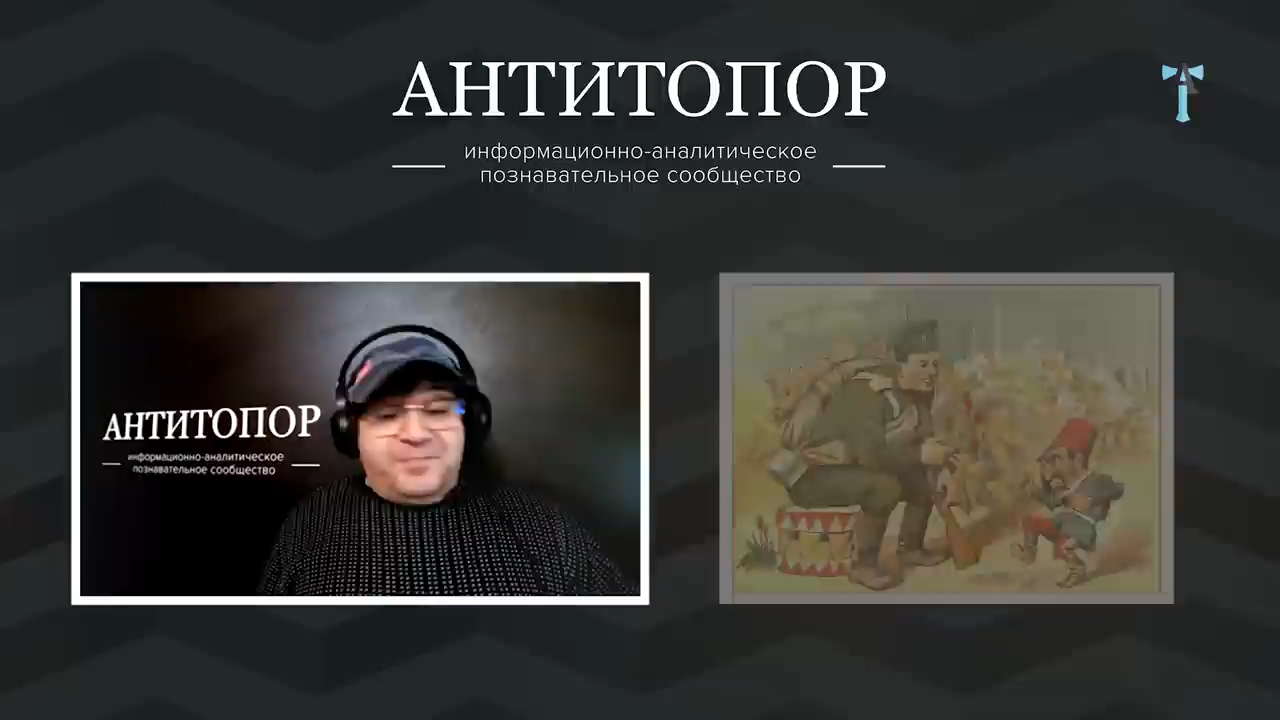 АНТИТОПОР
информационно-аналитическое
познавательное сообщество
АНТИТОПОР
информационно-аналитическое
познавательное сообщество